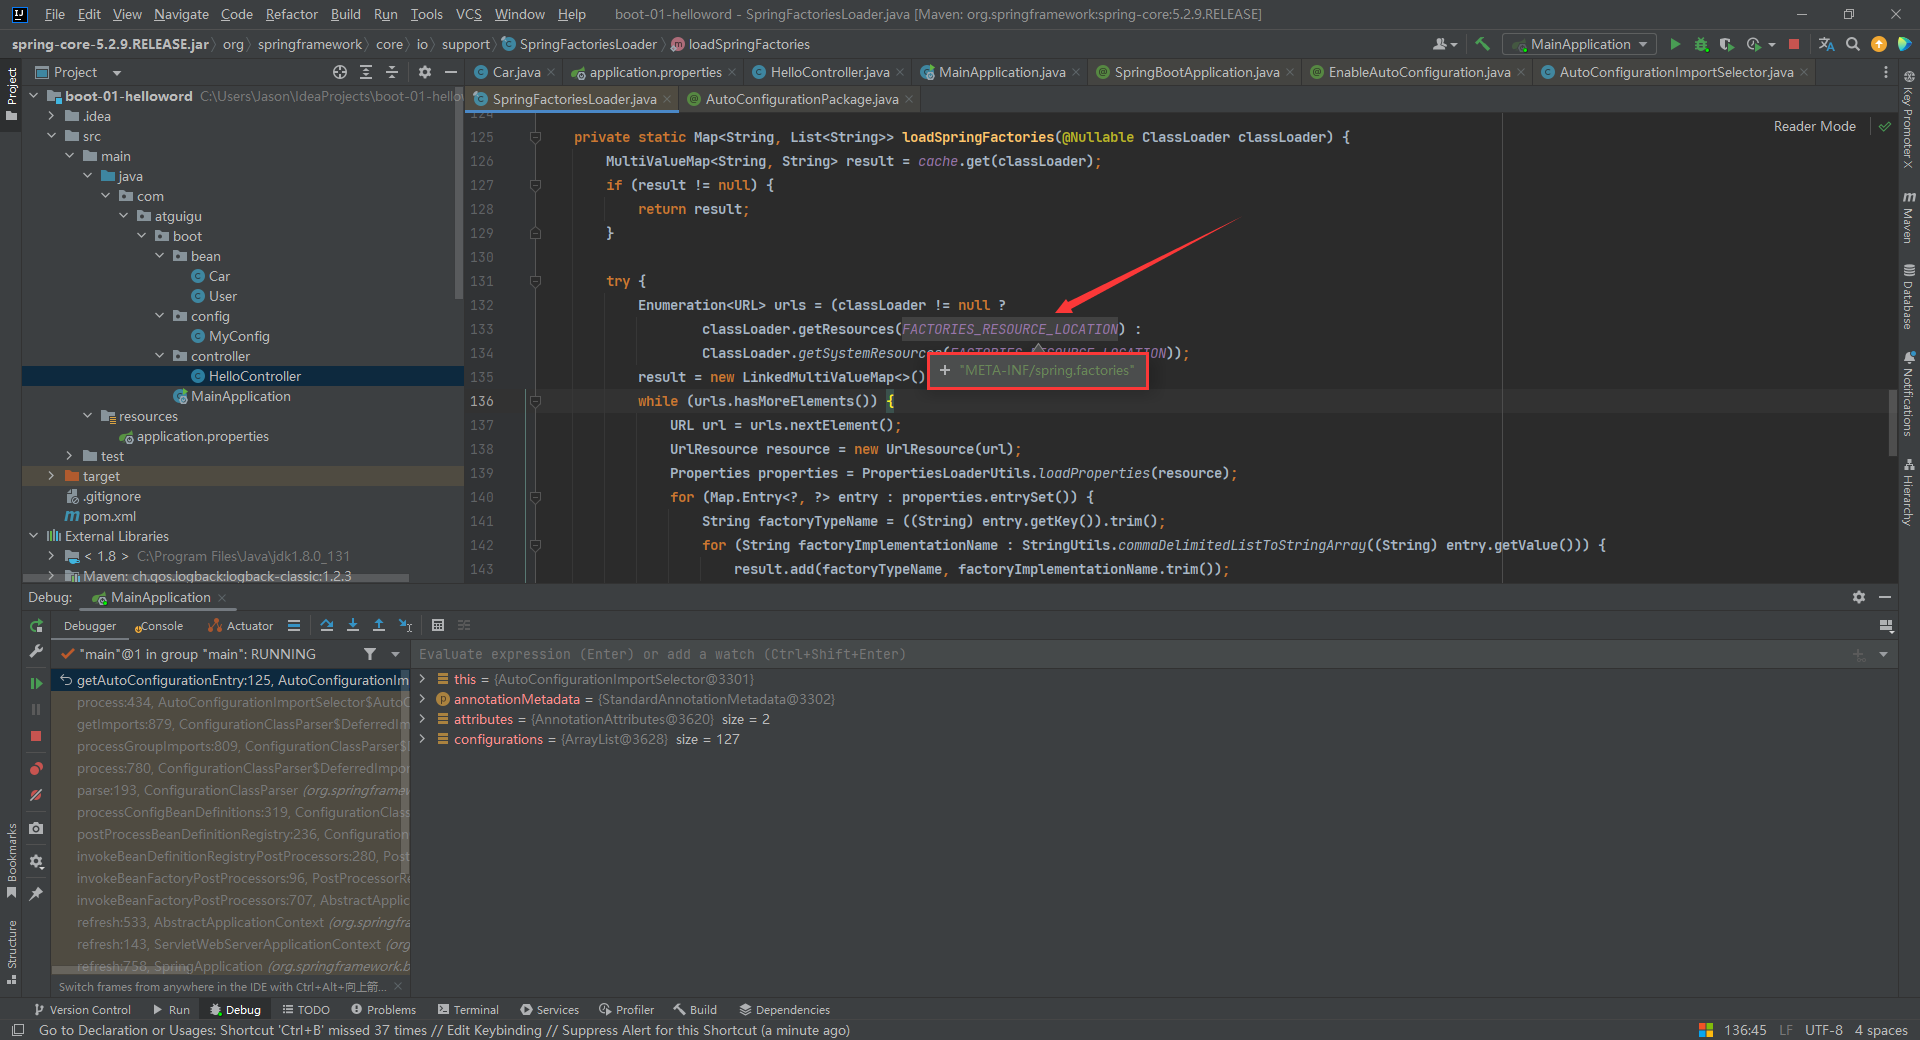 File Edit View Navigate Code Refactor Build Run Tools VCS Window Help boot-01-helloword - SpringFactoriesLoader.java [Maven: org.springframework:spring-core:5.2.9.RELEASE]
spring-core-5.2.9.RELEASE.jar org springframework core io support SpringFactoriesLoader loadSpringFactories MainApplication
Project
Car.java application.properties HelloController.java MainApplication.java SpringBootApplication.java EnableAutoConfiguration.java AutoConfigurationImportSelector.java
SpringFactoriesLoader.java AutoConfigurationPackage.java
Project
boot-01-helloword C:\Users\Jason\IdeaProjects\boot-01-hello
.idea
src
main
java
com
atguigu
boot
bean
Car
User
config
MyConfig
controller
HelloController
MainApplication
resources
application.properties
test
target
.gitignore
pom.xml
External Libraries
< 1.8 > C:\Program Files\Java\jdk1.8.0_131
Maven: ch.qos.logback:logback-classic:1.2.3
Reader Mode
124
125 private static Map<String, List<String>> loadSpringFactories(@Nullable ClassLoader classLoader) {
126 MultiValueMap<String, String> result = cache.get(classLoader);
127 if (result != null) {
128 return result;
129 }
130
131 try {
132 Enumeration<URL> urls = (classLoader != null ?
133 classLoader.getResources(FACTORIES_RESOURCE_LOCATION) :
134 ClassLoader.getSystemResources(FACTORIES_RESOURCE_LOCATION));
135 result = new LinkedMultiValueMap<>()
+ "META-INF/spring.factories"
136 while (urls.hasMoreElements()) {
137 URL url = urls.nextElement();
138 UrlResource resource = new UrlResource(url);
139 Properties properties = PropertiesLoaderUtils.loadProperties(resource);
140 for (Map.Entry<?, ?> entry : properties.entrySet()) {
141 String factoryTypeName = ((String) entry.getKey()).trim();
142 for (String factoryImplementationName : StringUtils.commaDelimitedListToStringArray((String) entry.getValue())) {
143 result.add(factoryTypeName, factoryImplementationName.trim());
Key Promoter X
Maven
Database
Notifications
Hierarchy
Debug: MainApplication
Debugger Console Actuator
"main"@1 in group "main": RUNNING
Evaluate expression (Enter) or add a watch (Ctrl+Shift+Enter)
getAutoConfigurationEntry:125, AutoConfigurationIm
process:434, AutoConfigurationImportSelector$AutoC
getImports:879, ConfigurationClassParser$DeferredIm
processGroupImports:809, ConfigurationClassParser$
process:780, ConfigurationClassParser$DeferredImpor
parse:193, ConfigurationClassParser (org.springframew
processConfigBeanDefinitions:319, ConfigurationClass
postProcessBeanDefinitionRegistry:236, Configuration
invokeBeanDefinitionRegistryPostProcessors:280, Post
invokeBeanFactoryPostProcessors:96, PostProcessorRe
invokeBeanFactoryPostProcessors:707, AbstractApplic
refresh:533, AbstractApplicationContext (org.springfra
refresh:143, ServletWebServerApplicationContext (org
refresh:758, SpringApplication (org.springframework.b
Switch frames from anywhere in the IDE with Ctrl+Alt+向上箭...
this = {AutoConfigurationImportSelector@3301}
annotationMetadata = {StandardAnnotationMetadata@3302}
attributes = {AnnotationAttributes@3620} size = 2
configurations = {ArrayList@3628} size = 127
Bookmarks
Structure
Version Control Run Debug TODO Problems Terminal Services Profiler Build Dependencies
Go to Declaration or Usages: Shortcut 'Ctrl+B' missed 37 times // Edit Keybinding // Suppress Alert for this Shortcut (a minute ago) 136:45 LF UTF-8 4 spaces